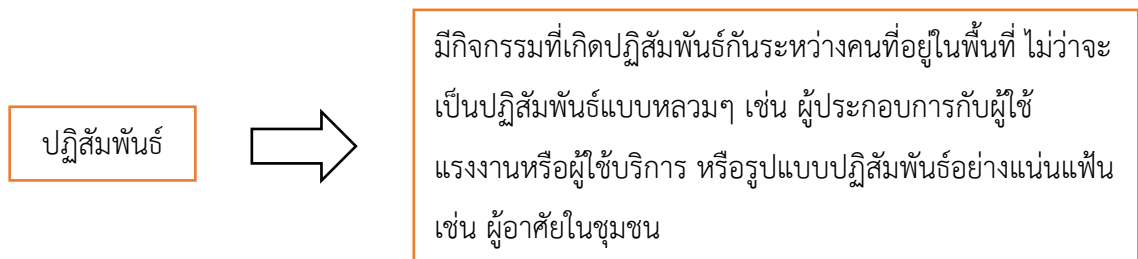 ปฏิสัมพันธ์
มีกิจกรรมที่เกิดปฏิสัมพันธ์กันระหว่างคนที่อยู่ในพื้นที่ ไม่ว่าจะ
เป็นปฏิสัมพันธ์แบบหลวมๆ เช่น ผู้ประกอบการกับผู้ใช้
แรงงานหรือผู้ใช้บริการ หรือรูปแบบปฏิสัมพันธ์อย่างแน่นแฟ้น
เช่น ผู้อาศัยในชุมชน